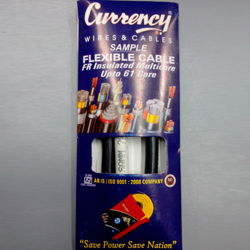 Currency
WIRES & CABLES
SAMPLE
FLEXIBLE CABLE
FR Insulated Multicore
Upto 61 Core
AN IS | ISO 9001 : 2008 COMPANY
"Save Power Save Nation"